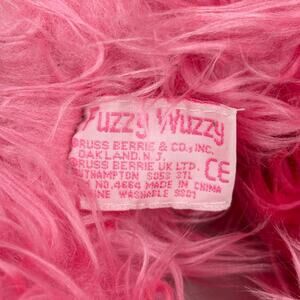 Fuzzy Wuzzy
©RUSS BERRIE & CO., INC.
OAKLAND, N.J.
©RUSS BERRIE UK LTD.
THAMPTON SO53 3TL
NO. 4664 MADE IN CHINA
WASHABLE
CE